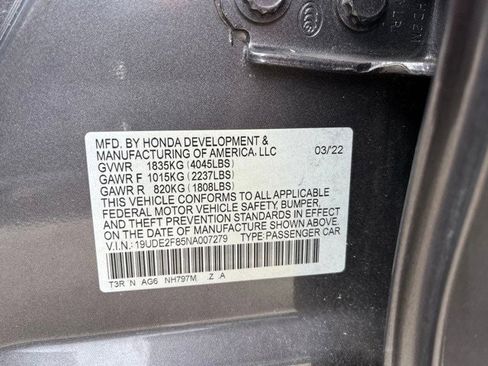 MFD. BY HONDA DEVELOPMENT &
MANUFACTURING OF AMERICA, LLC 03/22
GVWR 1835KG (4045LBS)
GAWR F 1015KG (2237LBS)
GAWR R 820KG (1808LBS)
THIS VEHICLE CONFORMS TO ALL APPLICABLE
FEDERAL MOTOR VEHICLE SAFETY, BUMPER,
AND THEFT PREVENTION STANDARDS IN EFFECT
ON THE DATE OF MANUFACTURE SHOWN ABOVE.
V.I.N.: 19UDE2F85NA007279 TYPE: PASSENGER CAR
T3R N AG6 NH797M Z A